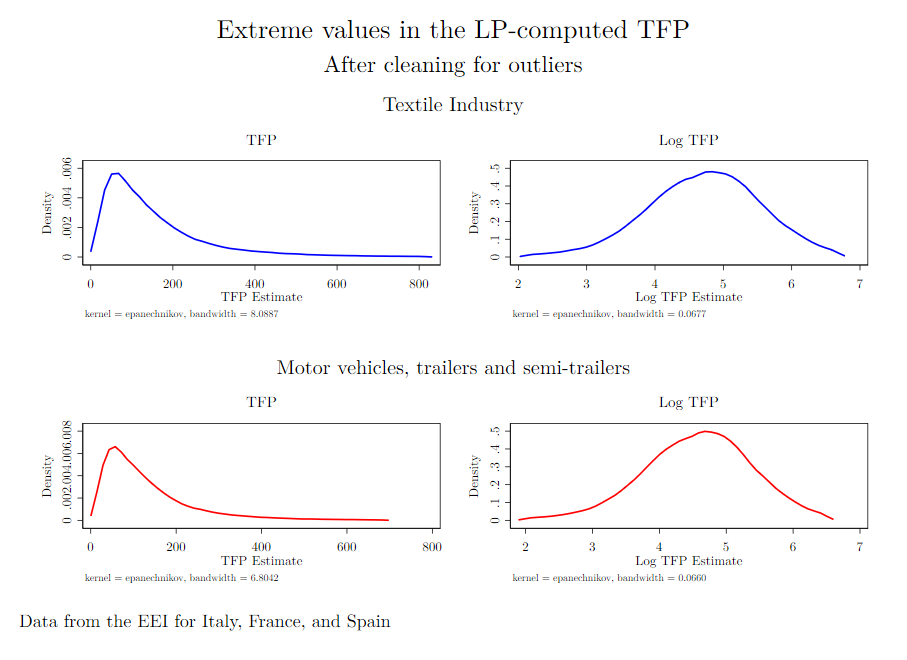 Extreme values in the LP-computed TFP
After cleaning for outliers
Textile Industry
TFP
Density
0 .002 .004 .006
0 200 400 600 800
TFP Estimate
kernel = epanechnikov, bandwidth = 8.0887
Log TFP
Density
0 .1 .2 .3 .4 .5
2 3 4 5 6 7
Log TFP Estimate
kernel = epanechnikov, bandwidth = 0.0677
Motor vehicles, trailers and semi-trailers
TFP
Density
0 .002.004.006.008
0 200 400 600 800
TFP Estimate
kernel = epanechnikov, bandwidth = 6.8042
Log TFP
Density
0 .1 .2 .3 .4 .5
2 3 4 5 6 7
Log TFP Estimate
kernel = epanechnikov, bandwidth = 0.0660
Data from the EEI for Italy, France, and Spain